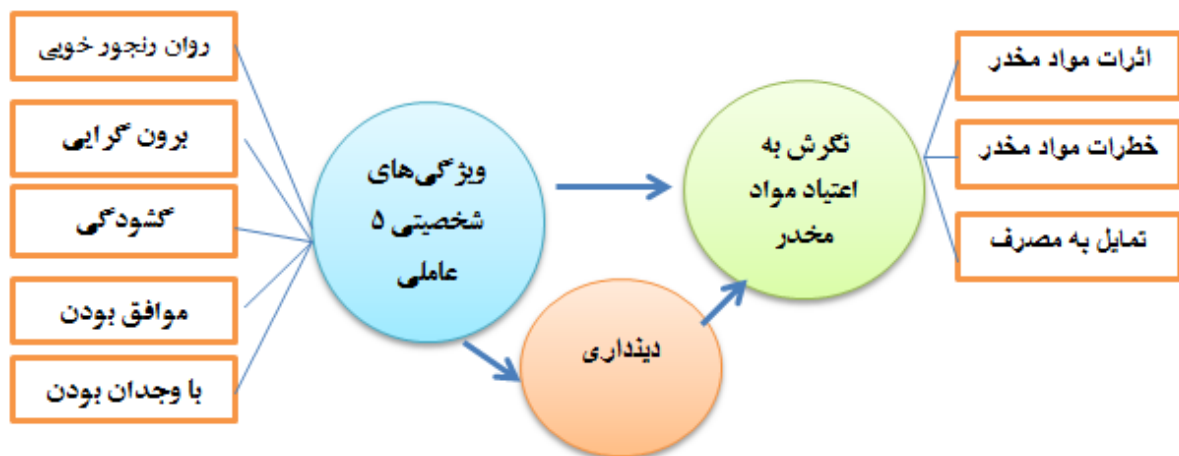 روان رنجور خویی
برون گرایی
گشودگی
موافق بودن
با وجدان بودن
ویژگی‌های
شخصیتی ۵
عاملی
دینداری
نگرش به
اعتیاد مواد
مخدر
اثرات مواد مخدر
خطرات مواد مخدر
تمایل به مصرف